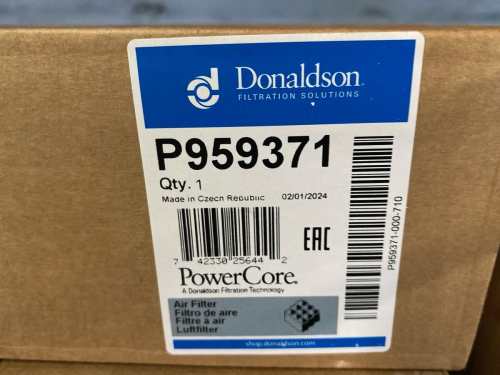 Donaldson
FILTRATION SOLUTIONS
P959371
Qty. 1
Made in Czech Republic 02/01/2024
7 42330 25644 2
EAC
P959371-000-710
PowerCore®
A Donaldson Filtration Technology
Air Filter
Filtro de aire
Filtre à air
Luftfilter
shop.donaldson.com